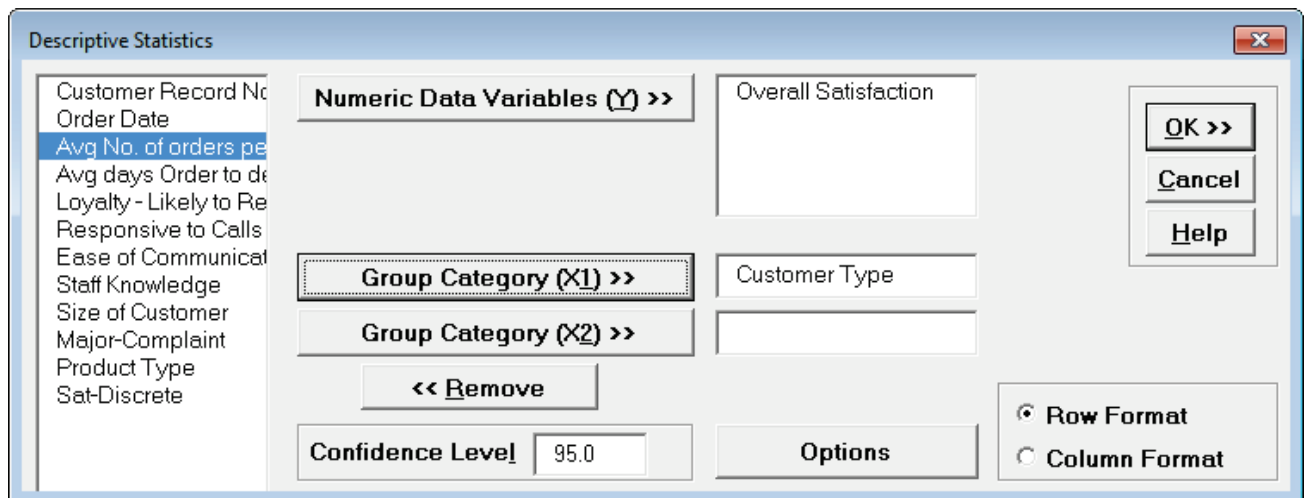 Descriptive Statistics
Customer Record No
Order Date
Avg No. of orders pe
Avg days Order to de
Loyalty - Likely to Re
Responsive to Calls
Ease of Communicat
Staff Knowledge
Size of Customer
Major-Complaint
Product Type
Sat-Discrete
Numeric Data Variables (Y) >>
Overall Satisfaction
Group Category (X1) >>
Customer Type
Group Category (X2) >>
<< Remove
Confidence Level 95.0
Options
OK >>
Cancel
Help
Row Format
Column Format